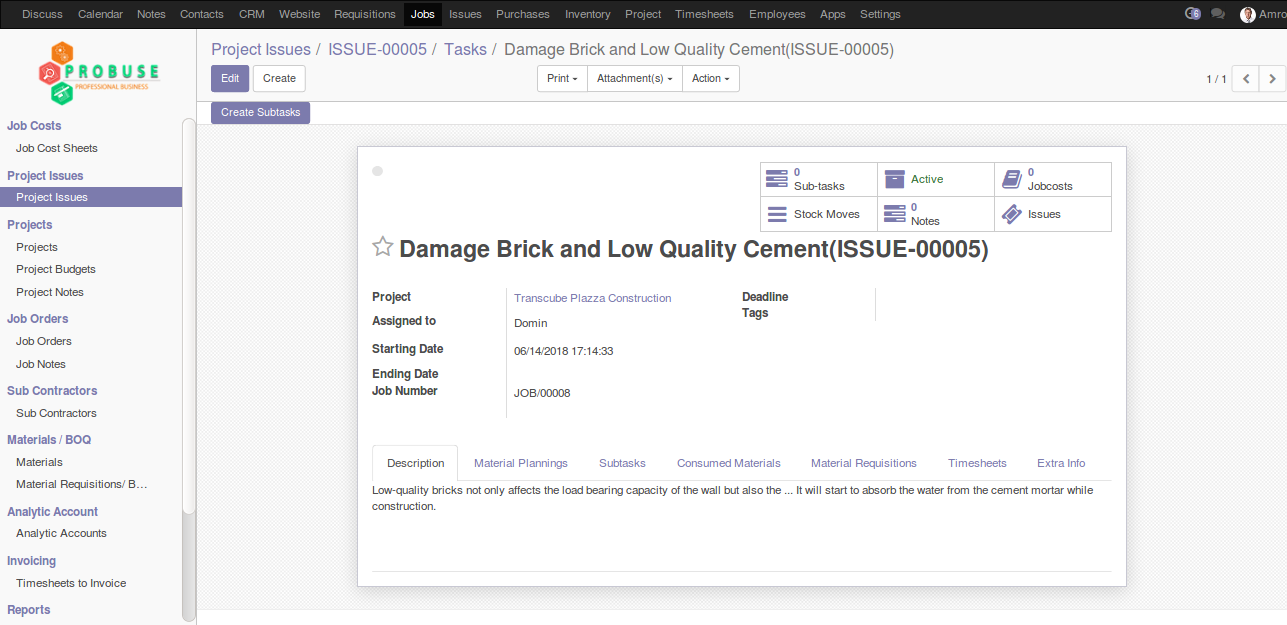 Discuss Calendar Notes Contacts CRM Website Requisitions Jobs Issues Purchases Inventory Project Timesheets Employees Apps Settings 6 Amro
PROBUSE
PROFESSIONAL BUSINESS
Project Issues / ISSUE-00005 / Tasks / Damage Brick and Low Quality Cement(ISSUE-00005)
Edit Create Print Attachment(s) Action 1 / 1
Create Subtasks
Job Costs
Job Cost Sheets
Project Issues
Project Issues
Projects
Projects
Project Budgets
Project Notes
Job Orders
Job Orders
Job Notes
Sub Contractors
Sub Contractors
Materials / BOQ
Materials
Material Requisitions/ B…
Analytic Account
Analytic Accounts
Invoicing
Timesheets to Invoice
Reports
0
Sub-tasks
Active
0
Jobcosts
Stock Moves
0
Notes
Issues
Damage Brick and Low Quality Cement(ISSUE-00005)
Project Transcube Plazza Construction
Assigned to Domin
Starting Date 06/14/2018 17:14:33
Ending Date
Job Number JOB/00008
Deadline
Tags
Description Material Plannings Subtasks Consumed Materials Material Requisitions Timesheets Extra Info
Low-quality bricks not only affects the load bearing capacity of the wall but also the ... It will start to absorb the water from the cement mortar while
construction.